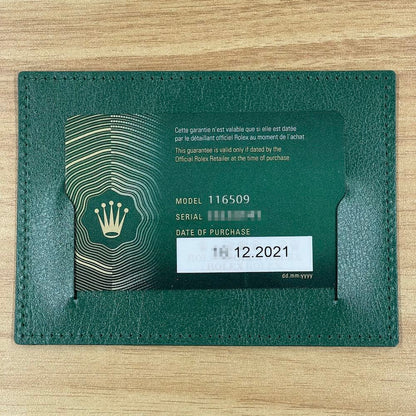 Cette garantie n'est valable que si elle est datée
par le détaillant officiel Rolex au moment de l'achat
This guarantee is valid only if dated by the
Official Rolex Retailer at the time of purchase
MODEL 116509
SERIAL
DATE OF PURCHASE
.12.2021
dd.mm.yyyy